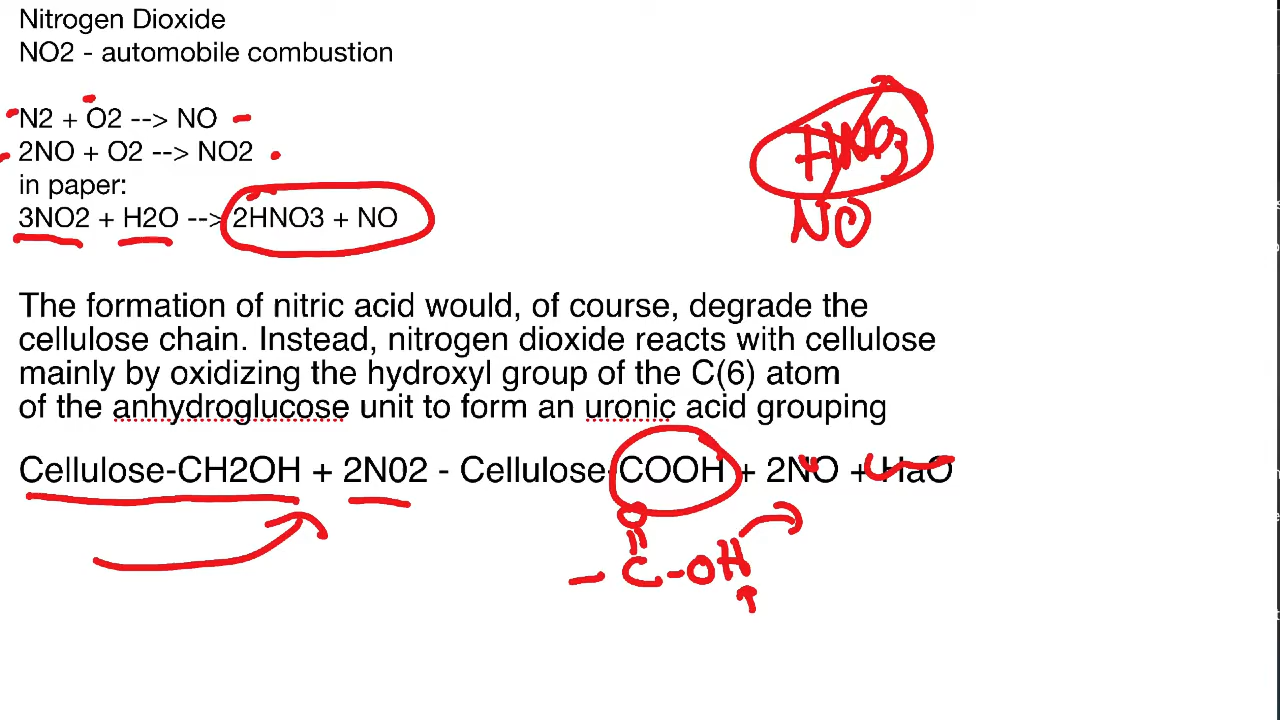 Nitrogen Dioxide
NO2 - automobile combustion
N2 + O2 --> NO
2NO + O2 --> NO2
in paper:
3NO2 + H2O --> 2HNO3 + NO
HNO3
NO
The formation of nitric acid would, of course, degrade the
cellulose chain. Instead, nitrogen dioxide reacts with cellulose
mainly by oxidizing the hydroxyl group of the C(6) atom
of the anhydroglucose unit to form an uronic acid grouping
Cellulose-CH2OH + 2N02 - Cellulose-COOH + 2NO + HaO
O
- C-OH